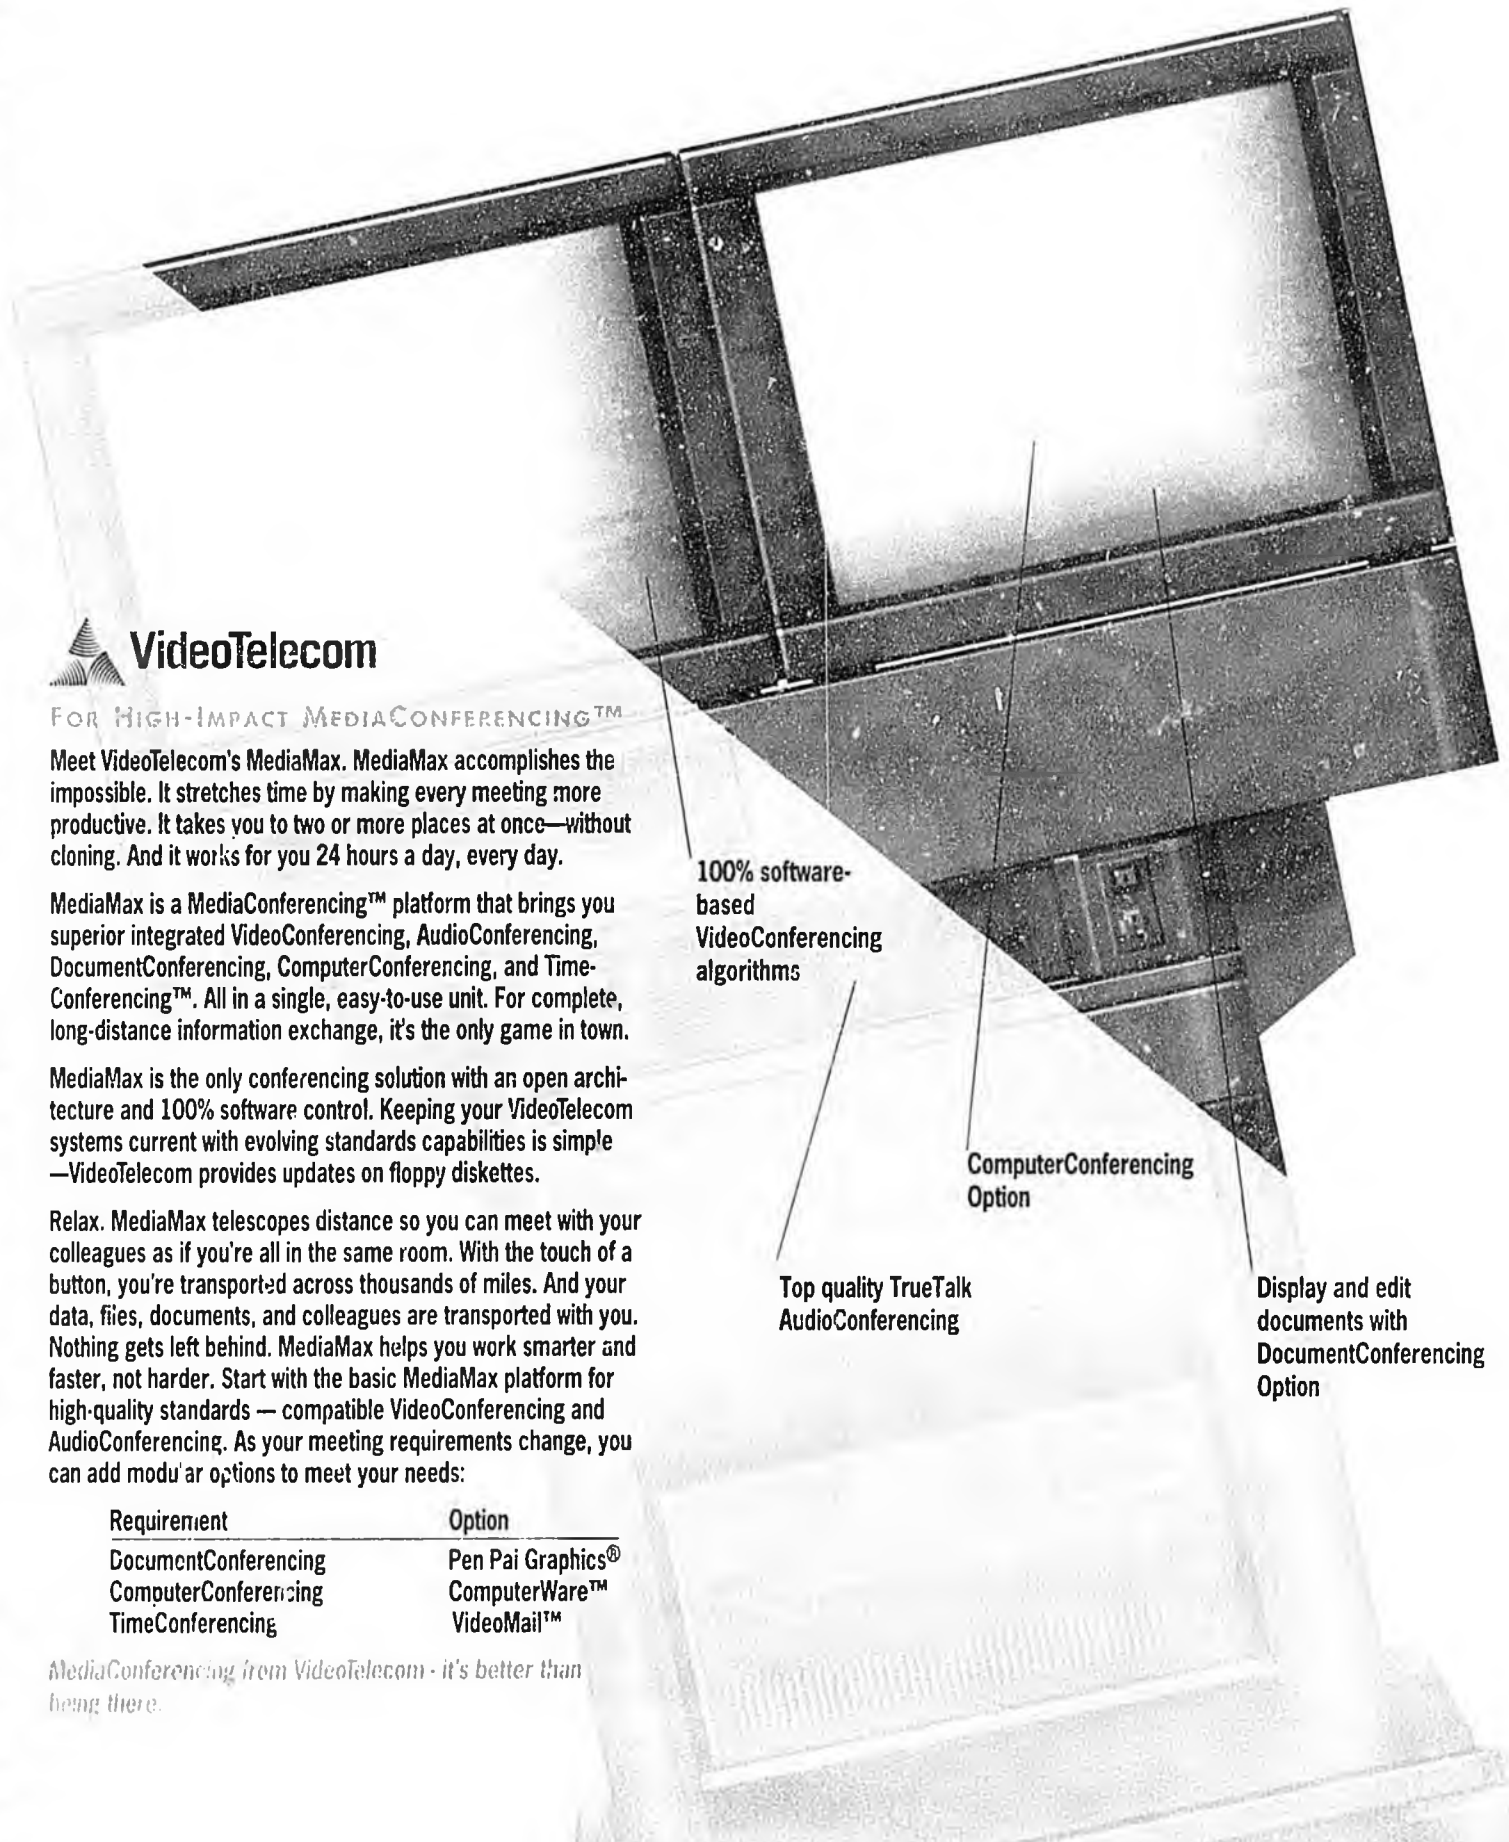 VideoTelecom
FOR HIGH-IMPACT MEDIACONFERENCING™
Meet VideoTelecom's MediaMax. MediaMax accomplishes the
impossible. It stretches time by making every meeting more
productive. It takes you to two or more places at once—without
cloning. And it works for you 24 hours a day, every day.
MediaMax is a MediaConferencing™ platform that brings you
superior integrated VideoConferencing, AudioConferencing,
DocumentConferencing, ComputerConferencing, and Time-
Conferencing™. All in a single, easy-to-use unit. For complete,
long-distance information exchange, it's the only game in town.
MediaMax is the only conferencing solution with an open archi-
tecture and 100% software control. Keeping your VideoTelecom
systems current with evolving standards capabilities is simple
—VideoTelecom provides updates on floppy diskettes.
Relax. MediaMax telescopes distance so you can meet with your
colleagues as if you're all in the same room. With the touch of a
button, you're transported across thousands of miles. And your
data, files, documents, and colleagues are transported with you.
Nothing gets left behind. MediaMax helps you work smarter and
faster, not harder. Start with the basic MediaMax platform for
high-quality standards — compatible VideoConferencing and
AudioConferencing. As your meeting requirements change, you
can add modular options to meet your needs:
Requirement Option
DocumentConferencing Pen Pal Graphics®
ComputerConferencing ComputerWare™
TimeConferencing VideoMail™
MediaConferencing from VideoTelecom - it's better than
being there.
100% software-
based
VideoConferencing
algorithms
ComputerConferencing
Option
Top quality TrueTalk
AudioConferencing
Display and edit
documents with
DocumentConferencing
Option